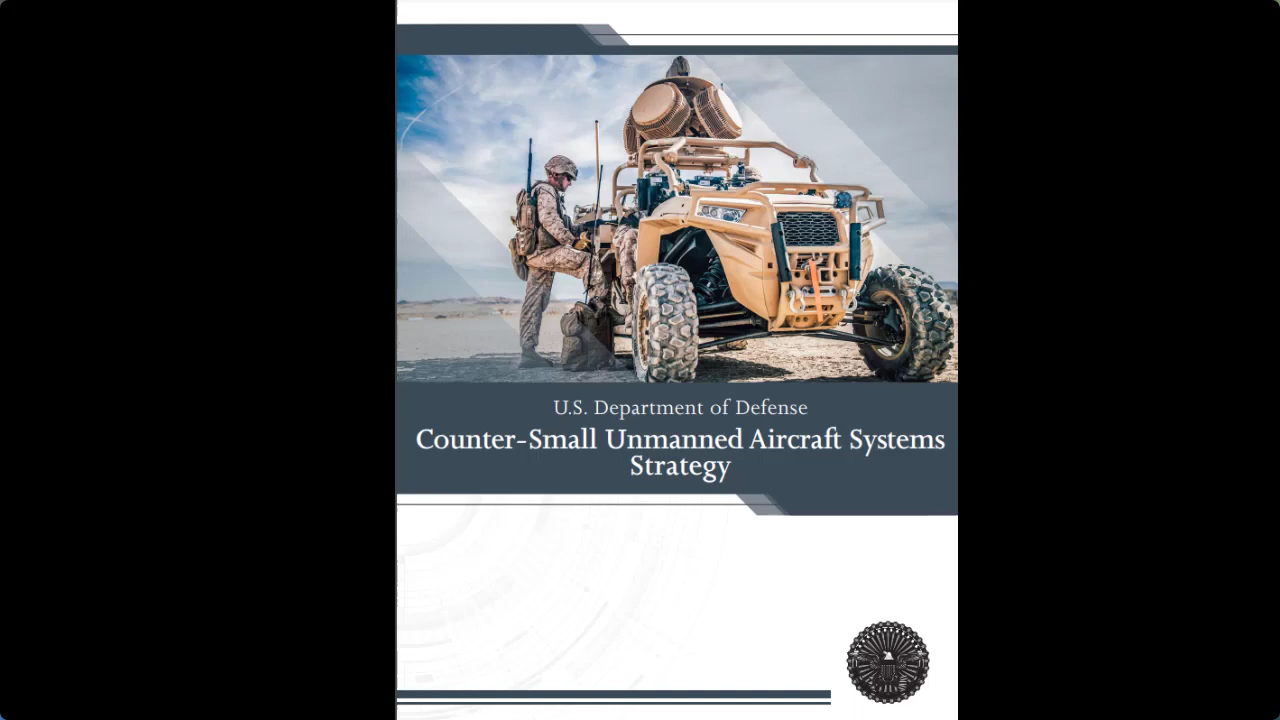 U.S. Department of Defense
Counter-Small Unmanned Aircraft Systems
Strategy